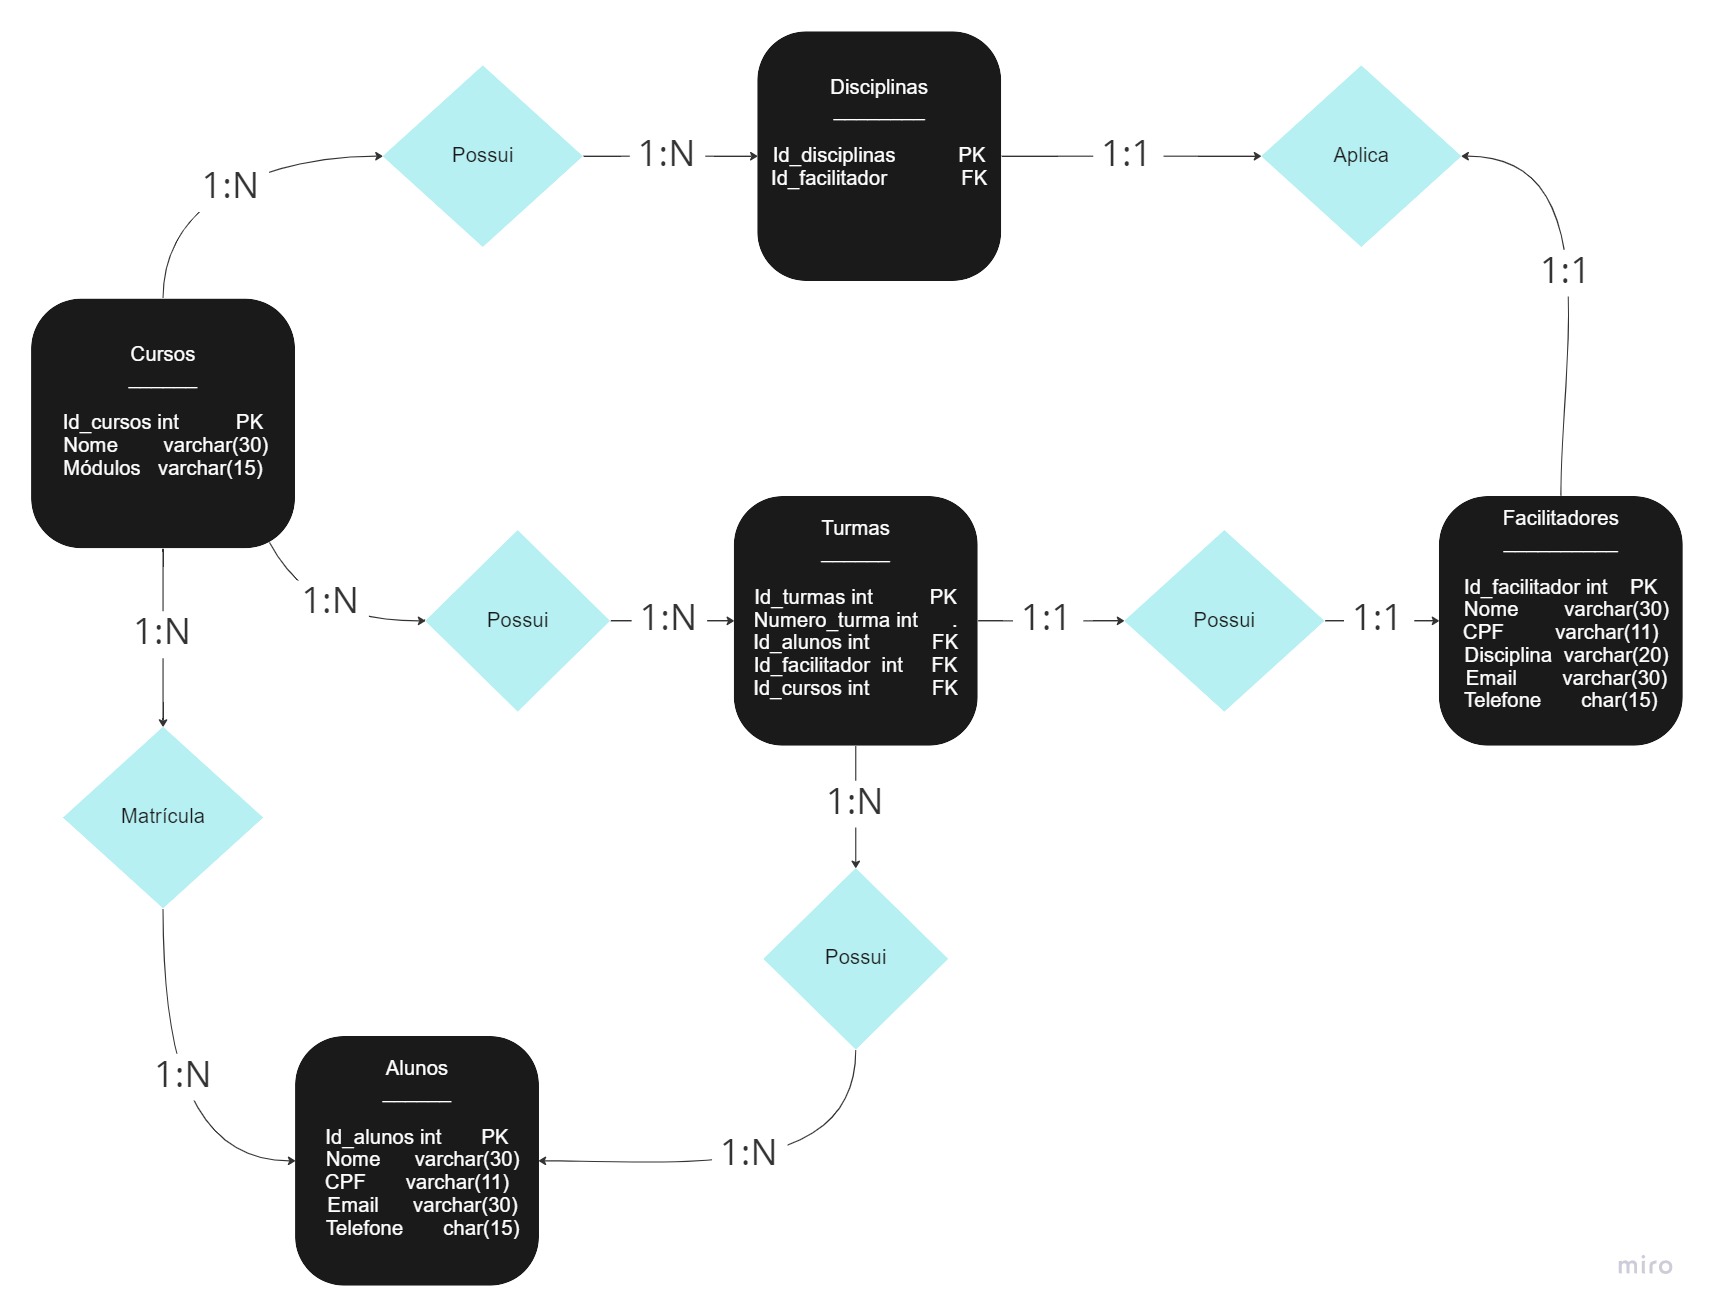 Disciplinas
Id_disciplinas PK
Id_facilitador FK
Possui
1:N
1:1
Aplica
1:N
1:1
Cursos
Id_cursos int PK
Nome varchar(30)
Módulos varchar(15)
1:N
Possui
1:N
Turmas
Id_turmas int PK
Numero_turma int .
Id_alunos int FK
Id_facilitador int FK
Id_cursos int FK
1:1
Possui
1:1
Facilitadores
Id_facilitador int PK
Nome varchar(30)
CPF varchar(11)
Disciplina varchar(20)
Email varchar(30)
Telefone char(15)
1:N
Matrícula
1:N
1:N
Possui
1:N
Alunos
Id_alunos int PK
Nome varchar(30)
CPF varchar(11)
Email varchar(30)
Telefone char(15)
miro